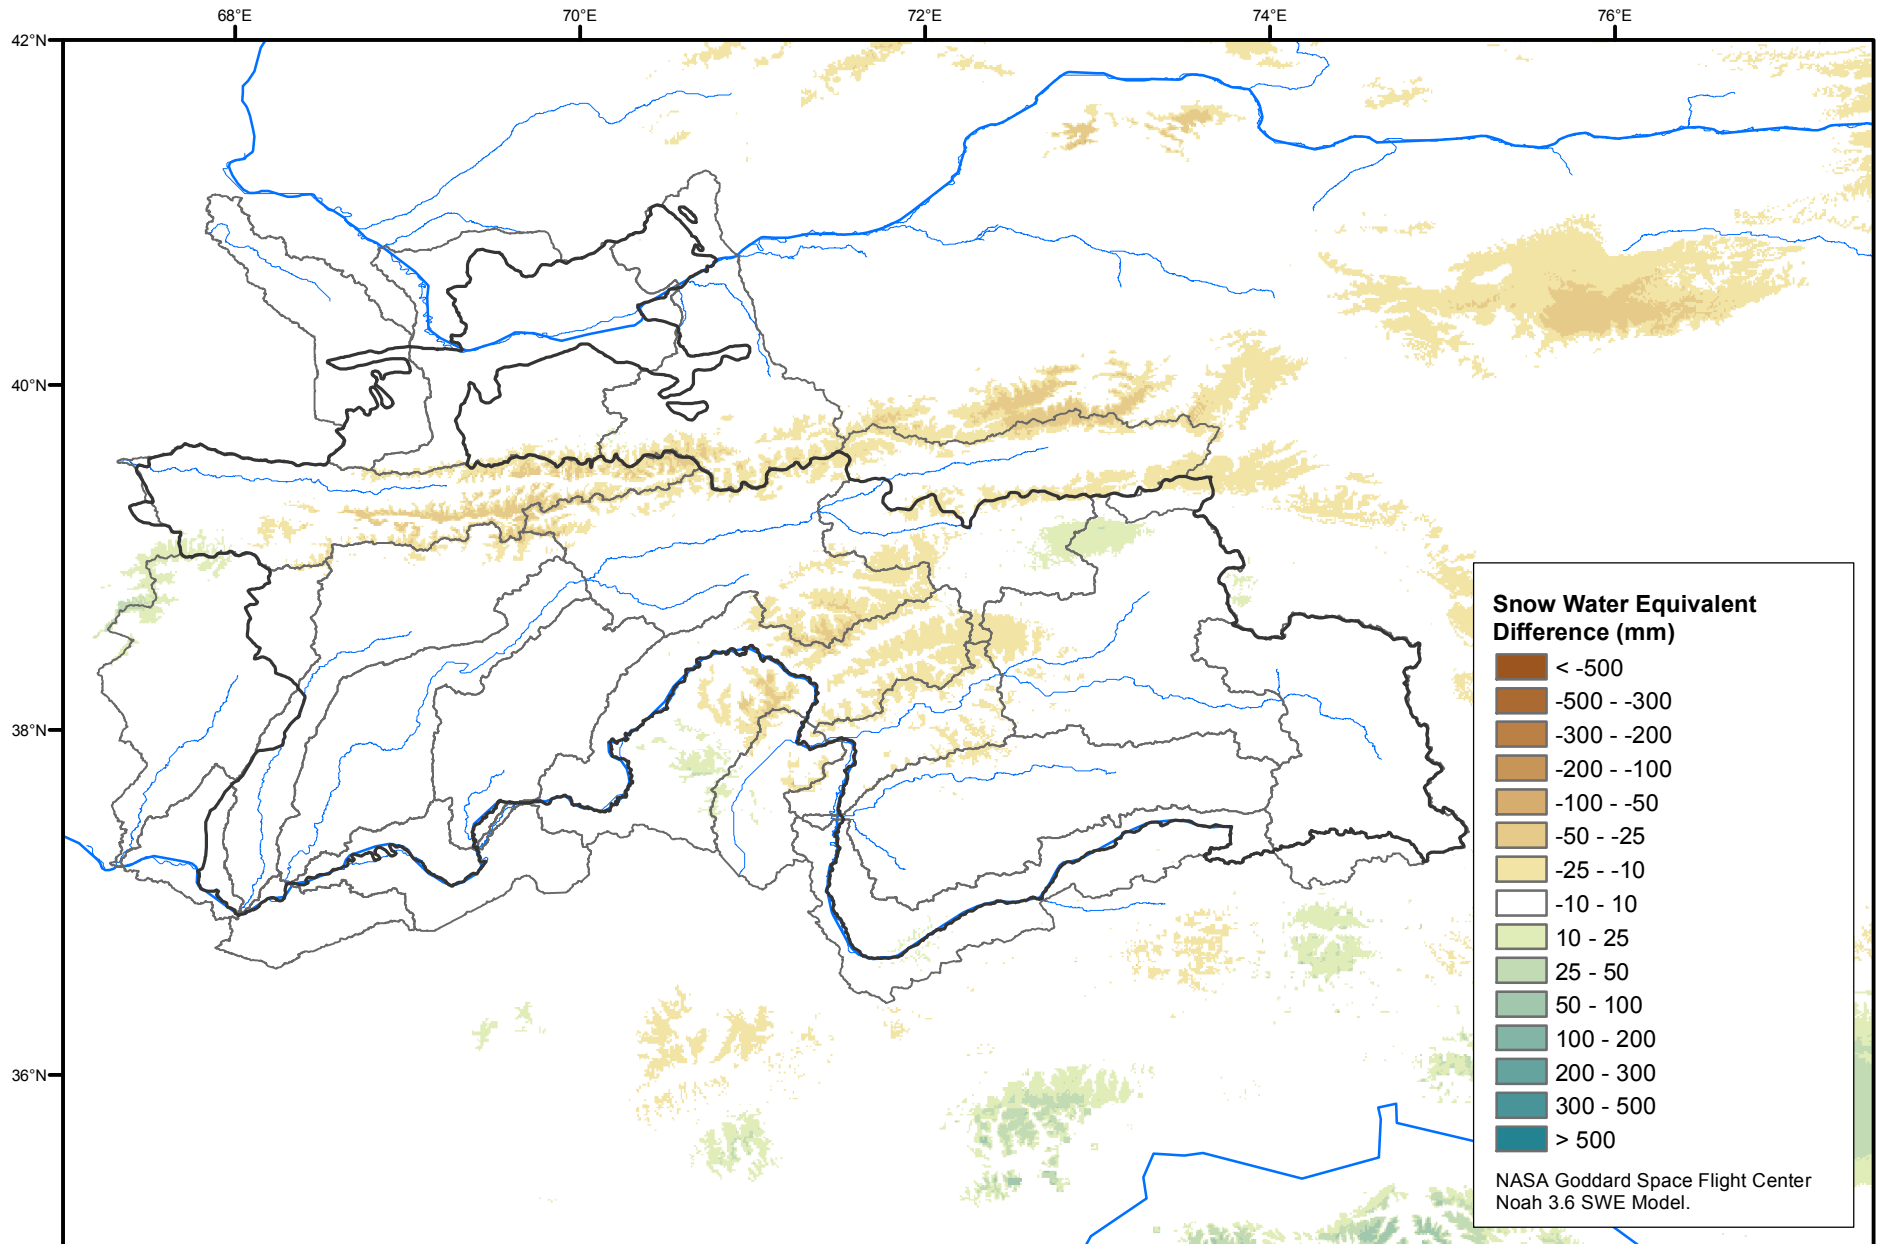 68°E 70°E 72°E 74°E 76°E
42°N
40°N
38°N
36°N
Snow Water Equivalent
Difference (mm)
< -500
-500 - -300
-300 - -200
-200 - -100
-100 - -50
-50 - -25
-25 - -10
-10 - 10
10 - 25
25 - 50
50 - 100
100 - 200
200 - 300
300 - 500
> 500
NASA Goddard Space Flight Center
Noah 3.6 SWE Model.